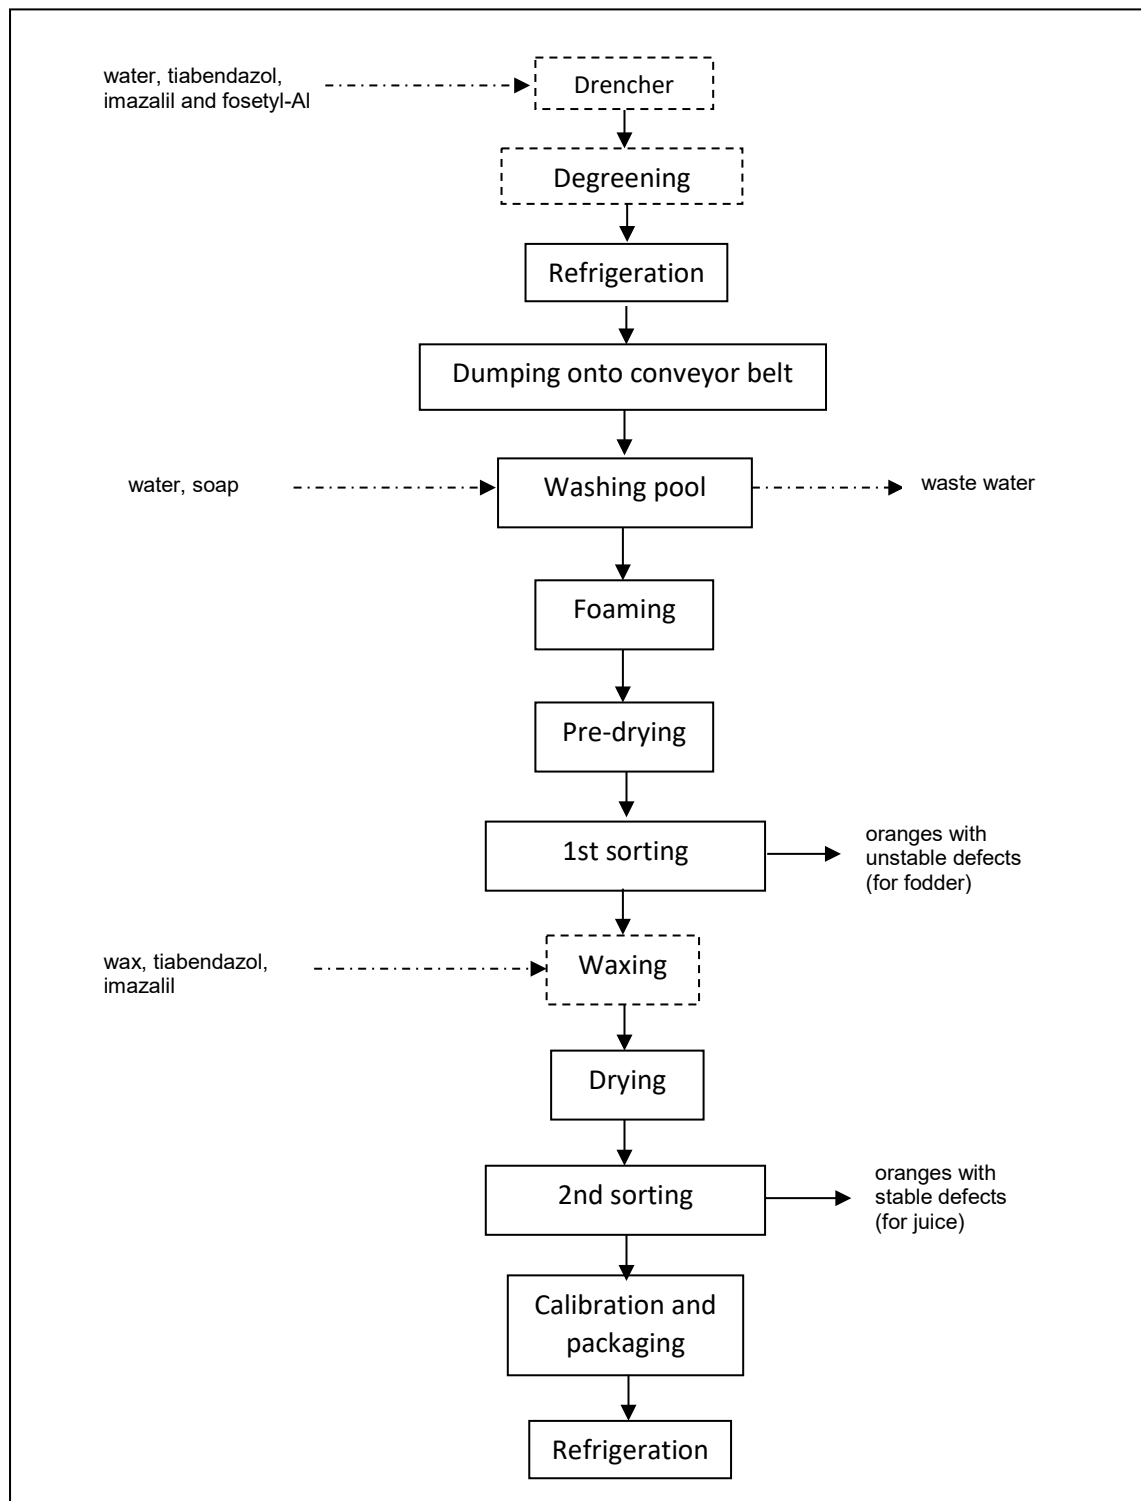 water, tiabendazol,
imazalil and fosetyl-Al
Drencher
Degreening
Refrigeration
Dumping onto conveyor belt
water, soap
Washing pool
waste water
Foaming
Pre-drying
1st sorting
oranges with
unstable defects
(for fodder)
wax, tiabendazol,
imazalil
Waxing
Drying
2nd sorting
oranges with
stable defects
(for juice)
Calibration and
packaging
Refrigeration